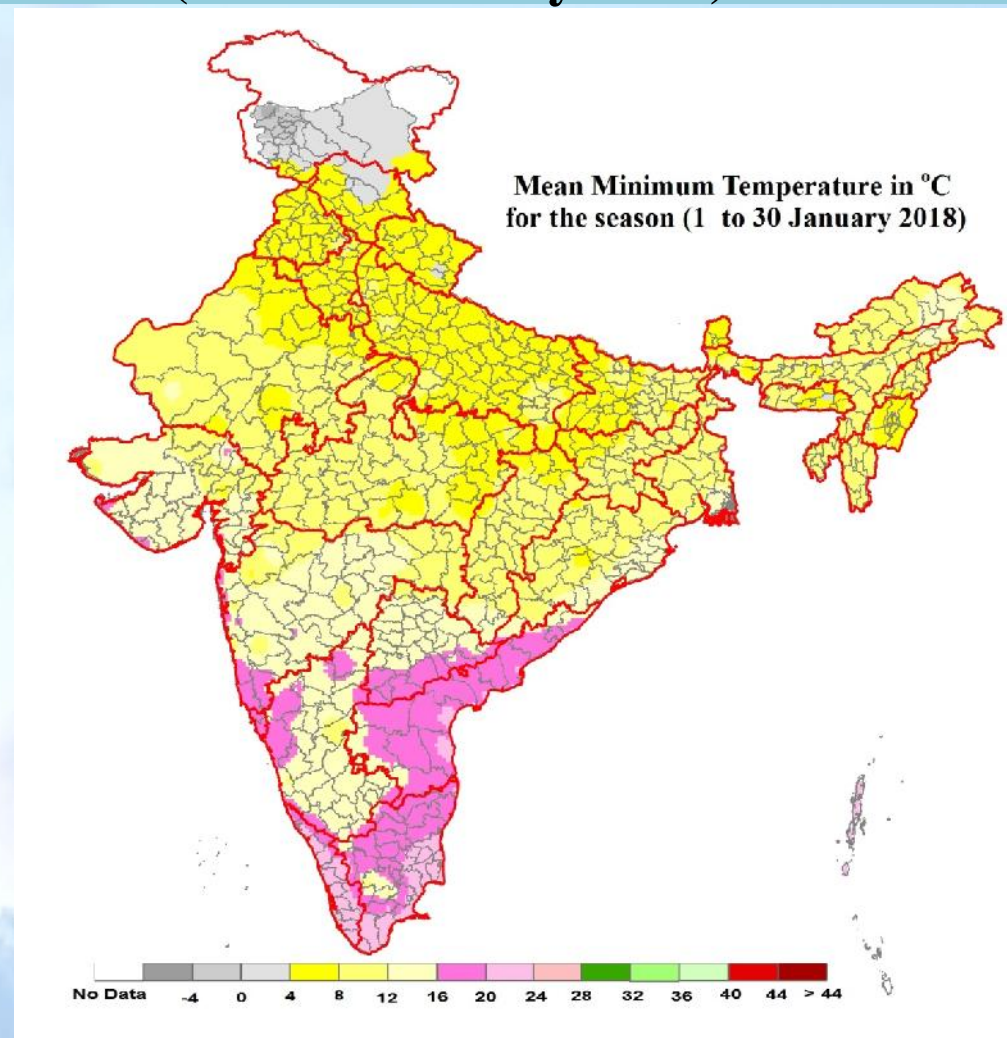 Mean Minimum Temperature in °C
for the season (1 to 30 January 2018)
No Data -4 0 4 8 12 16 20 24 28 32 36 40 44 > 44